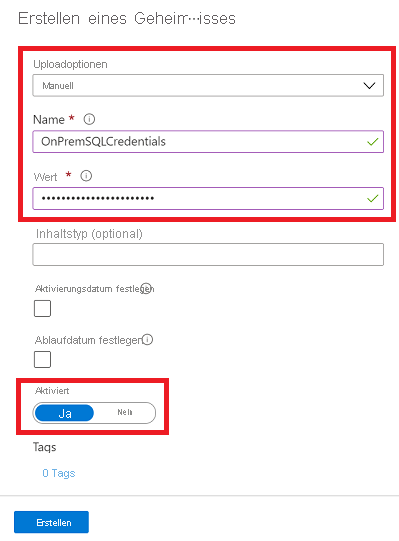 Erstellen eines Geheim···isses
Uploadoptionen
Manuell
Name *
OnPremSQLCredentials
Wert *
••••••••••••••••••••••
Inhaltstyp (optional)
Aktivierungsdatum festlegen
Ablaufdatum festlegen
Aktiviert
Ja Nein
Tags
0 Tags
Erstellen